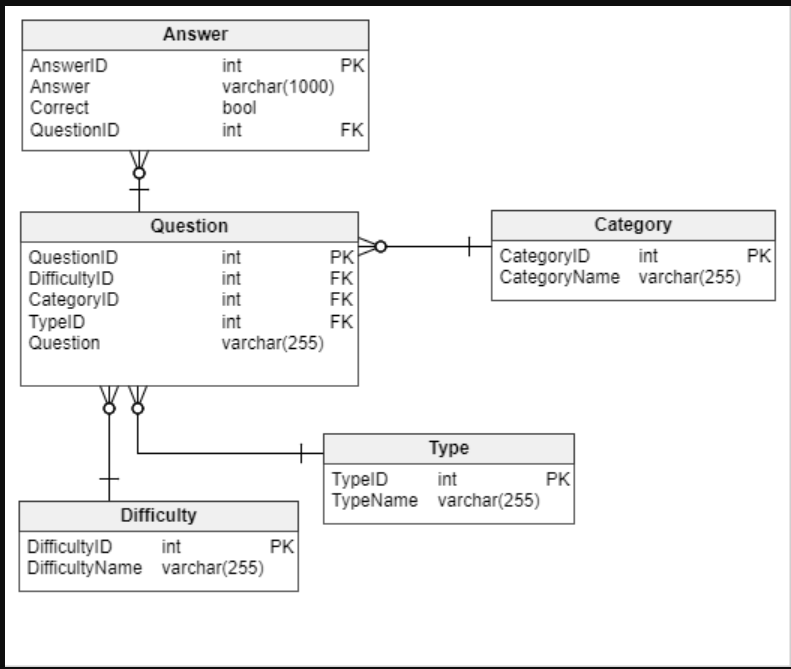 Answer
AnswerID int PK
Answer varchar(1000)
Correct bool
QuestionID int FK
Question
QuestionID int PK
DifficultyID int FK
CategoryID int FK
TypeID int FK
Question varchar(255)
Category
CategoryID int PK
CategoryName varchar(255)
Type
TypeID int PK
TypeName varchar(255)
Difficulty
DifficultyID int PK
DifficultyName varchar(255)